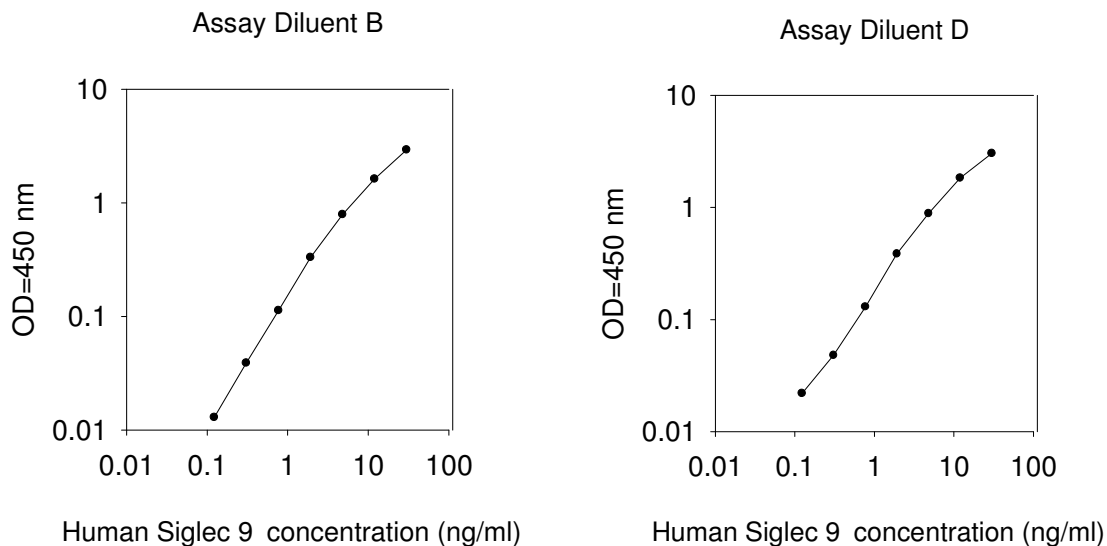 Assay Diluent B
10
1
0.1
0.01
OD=450 nm
0.01 0.1 1 10 100
Human Siglec 9 concentration (ng/ml)
Assay Diluent D
10
1
0.1
0.01
OD=450 nm
0.01 0.1 1 10 100
Human Siglec 9 concentration (ng/ml)